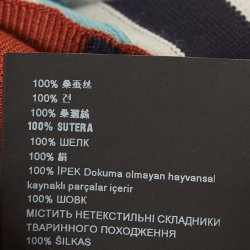 100% 桑蚕丝
100% 견
100% 桑蠶絲
100% SUTERA
100% ШЕЛК
100% 絹
100% İPEK Dokuma olmayan hayvansal
kaynaklı parçalar içerir
100% ШОВК
МІСТИТЬ НЕТЕКСТИЛЬНІ СКЛАДНИКИ
ТВАРИННОГО ПОХОДЖЕННЯ
100% ŠILKAS